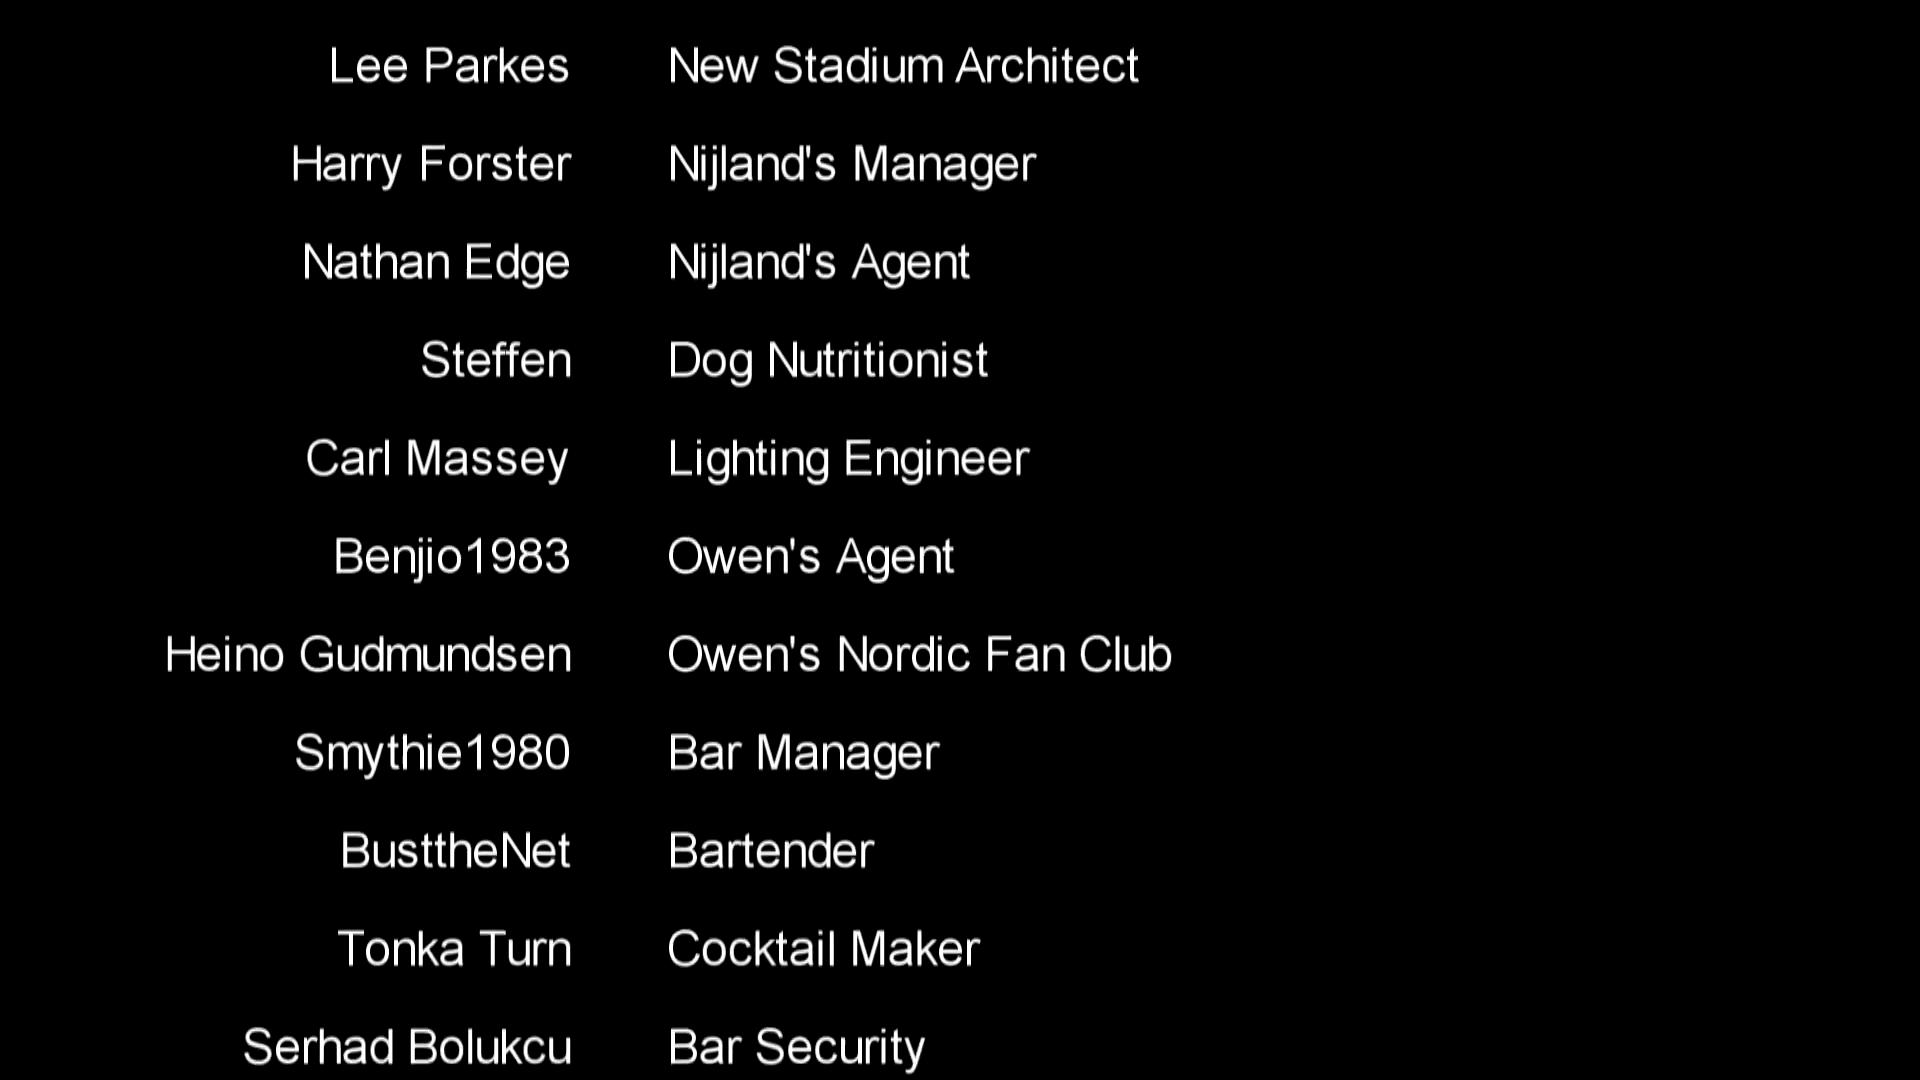 Lee Parkes New Stadium Architect
Harry Forster Nijland's Manager
Nathan Edge Nijland's Agent
Steffen Dog Nutritionist
Carl Massey Lighting Engineer
Benjio1983 Owen's Agent
Heino Gudmundsen Owen's Nordic Fan Club
Smythie1980 Bar Manager
BusttheNet Bartender
Tonka Turn Cocktail Maker
Serhad Bolukcu Bar Security